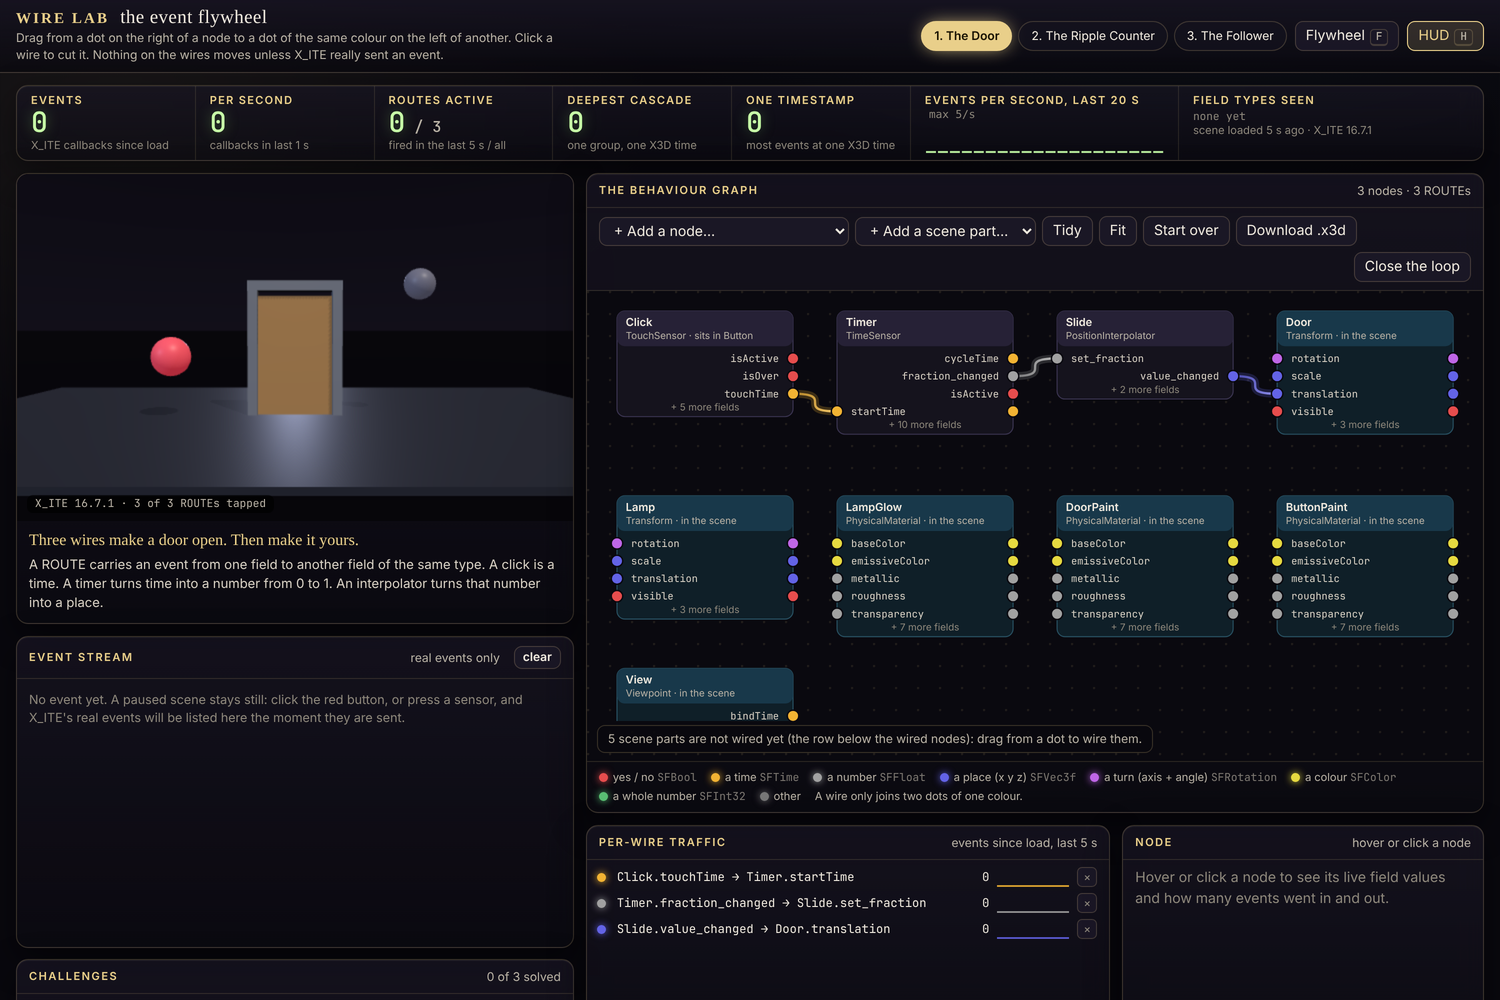 WIRE LAB the event flywheel
Drag from a dot on the right of a node to a dot of the same colour on the left of another. Click a
wire to cut it. Nothing on the wires moves unless X_ITE really sent an event.
1. The Door
2. The Ripple Counter
3. The Follower
Flywheel F
HUD H
EVENTS
0
X_ITE callbacks since load
PER SECOND
0
callbacks in last 1 s
ROUTES ACTIVE
0 / 3
fired in the last 5 s / all
DEEPEST CASCADE
0
one group, one X3D time
ONE TIMESTAMP
0
most events at one X3D time
EVENTS PER SECOND, LAST 20 S
max 5/s
FIELD TYPES SEEN
none yet
scene loaded 5 s ago · X_ITE 16.7.1
X_ITE 16.7.1 · 3 of 3 ROUTEs tapped
Three wires make a door open. Then make it yours.
A ROUTE carries an event from one field to another field of the same type. A click is a
time. A timer turns time into a number from 0 to 1. An interpolator turns that number
into a place.
EVENT STREAM
real events only
clear
No event yet. A paused scene stays still: click the red button, or press a sensor, and
X_ITE's real events will be listed here the moment they are sent.
CHALLENGES
0 of 3 solved
THE BEHAVIOUR GRAPH
3 nodes · 3 ROUTEs
+ Add a node...
+ Add a scene part...
Tidy
Fit
Start over
Download .x3d
Close the loop
Click
TouchSensor · sits in Button
isActive
isOver
touchTime
+ 5 more fields
Timer
TimeSensor
cycleTime
fraction_changed
isActive
startTime
+ 10 more fields
Slide
PositionInterpolator
set_fraction
value_changed
+ 2 more fields
Door
Transform · in the scene
rotation
scale
translation
visible
+ 3 more fields
Lamp
Transform · in the scene
rotation
scale
translation
visible
+ 3 more fields
LampGlow
PhysicalMaterial · in the scene
baseColor
emissiveColor
metallic
roughness
transparency
+ 7 more fields
DoorPaint
PhysicalMaterial · in the scene
baseColor
emissiveColor
metallic
roughness
transparency
+ 7 more fields
ButtonPaint
PhysicalMaterial · in the scene
baseColor
emissiveColor
metallic
roughness
transparency
+ 7 more fields
View
Viewpoint · in the scene
bindTime
5 scene parts are not wired yet (the row below the wired nodes): drag from a dot to wire them.
yes / no SFBool
a time SFTime
a number SFFloat
a place (x y z) SFVec3f
a turn (axis + angle) SFRotation
a colour SFColor
a whole number SFInt32
other
A wire only joins two dots of one colour.
PER-WIRE TRAFFIC
events since load, last 5 s
Click.touchTime → Timer.startTime 0 ×
Timer.fraction_changed → Slide.set_fraction 0 ×
Slide.value_changed → Door.translation 0 ×
NODE
hover or click a node
Hover or click a node to see its live field values
and how many events went in and out.